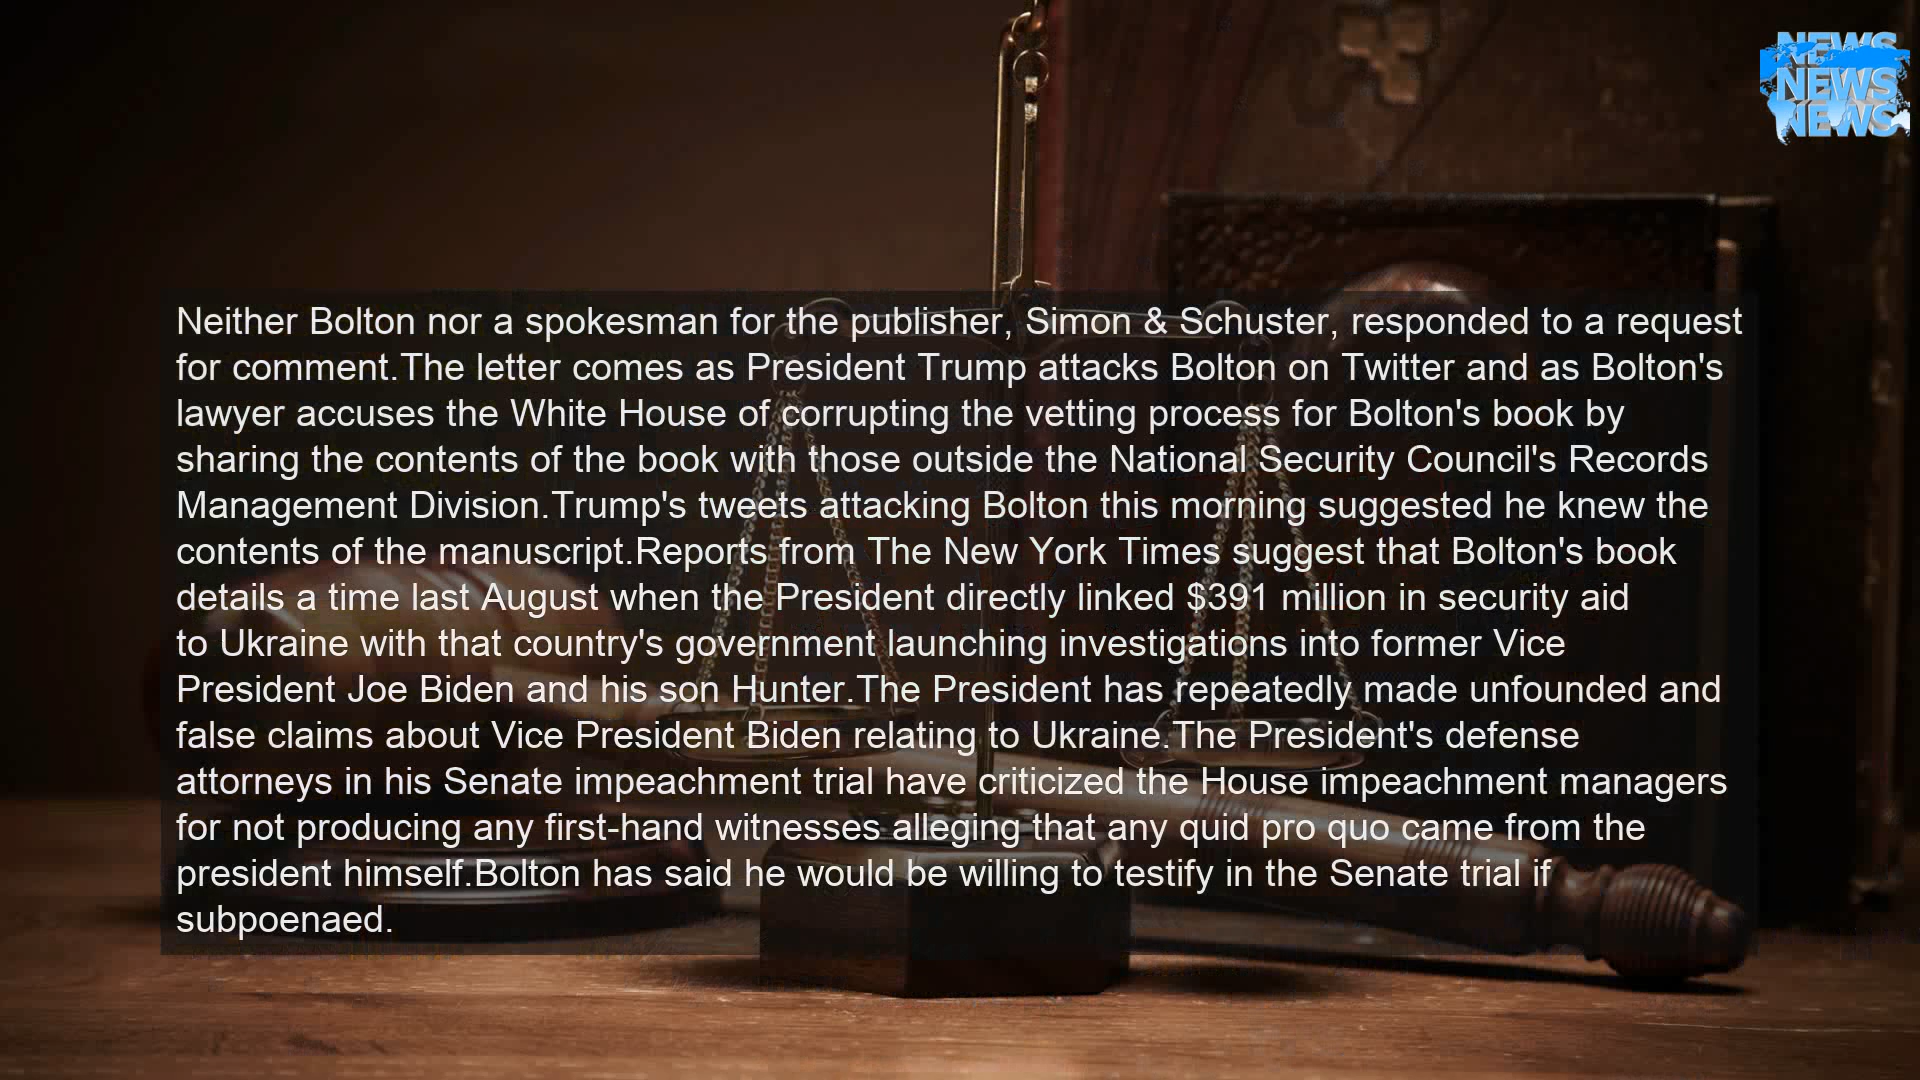 NEWS
NEWS
NEWS
Neither Bolton nor a spokesman for the publisher, Simon & Schuster, responded to a request
for comment.The letter comes as President Trump attacks Bolton on Twitter and as Bolton's
lawyer accuses the White House of corrupting the vetting process for Bolton's book by
sharing the contents of the book with those outside the National Security Council's Records
Management Division.Trump's tweets attacking Bolton this morning suggested he knew the
contents of the manuscript.Reports from The New York Times suggest that Bolton's book
details a time last August when the President directly linked $391 million in security aid
to Ukraine with that country's government launching investigations into former Vice
President Joe Biden and his son Hunter.The President has repeatedly made unfounded and
false claims about Vice President Biden relating to Ukraine.The President's defense
attorneys in his Senate impeachment trial have criticized the House impeachment managers
for not producing any first-hand witnesses alleging that any quid pro quo came from the
president himself.Bolton has said he would be willing to testify in the Senate trial if
subpoenaed.